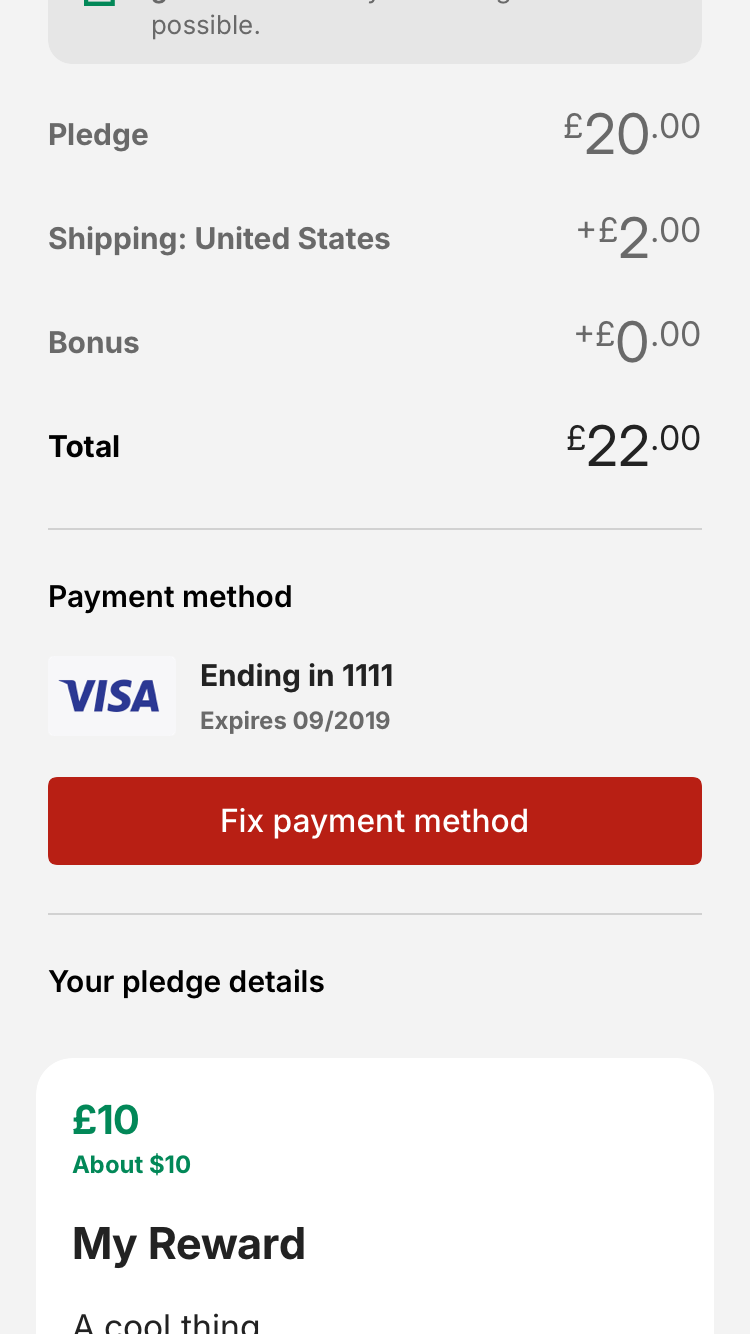 possible.
Pledge £20.00
Shipping: United States +£2.00
Bonus +£0.00
Total £22.00
Payment method
VISA
Ending in 1111
Expires 09/2019
Fix payment method
Your pledge details
£10
About $10
My Reward
A cool thing